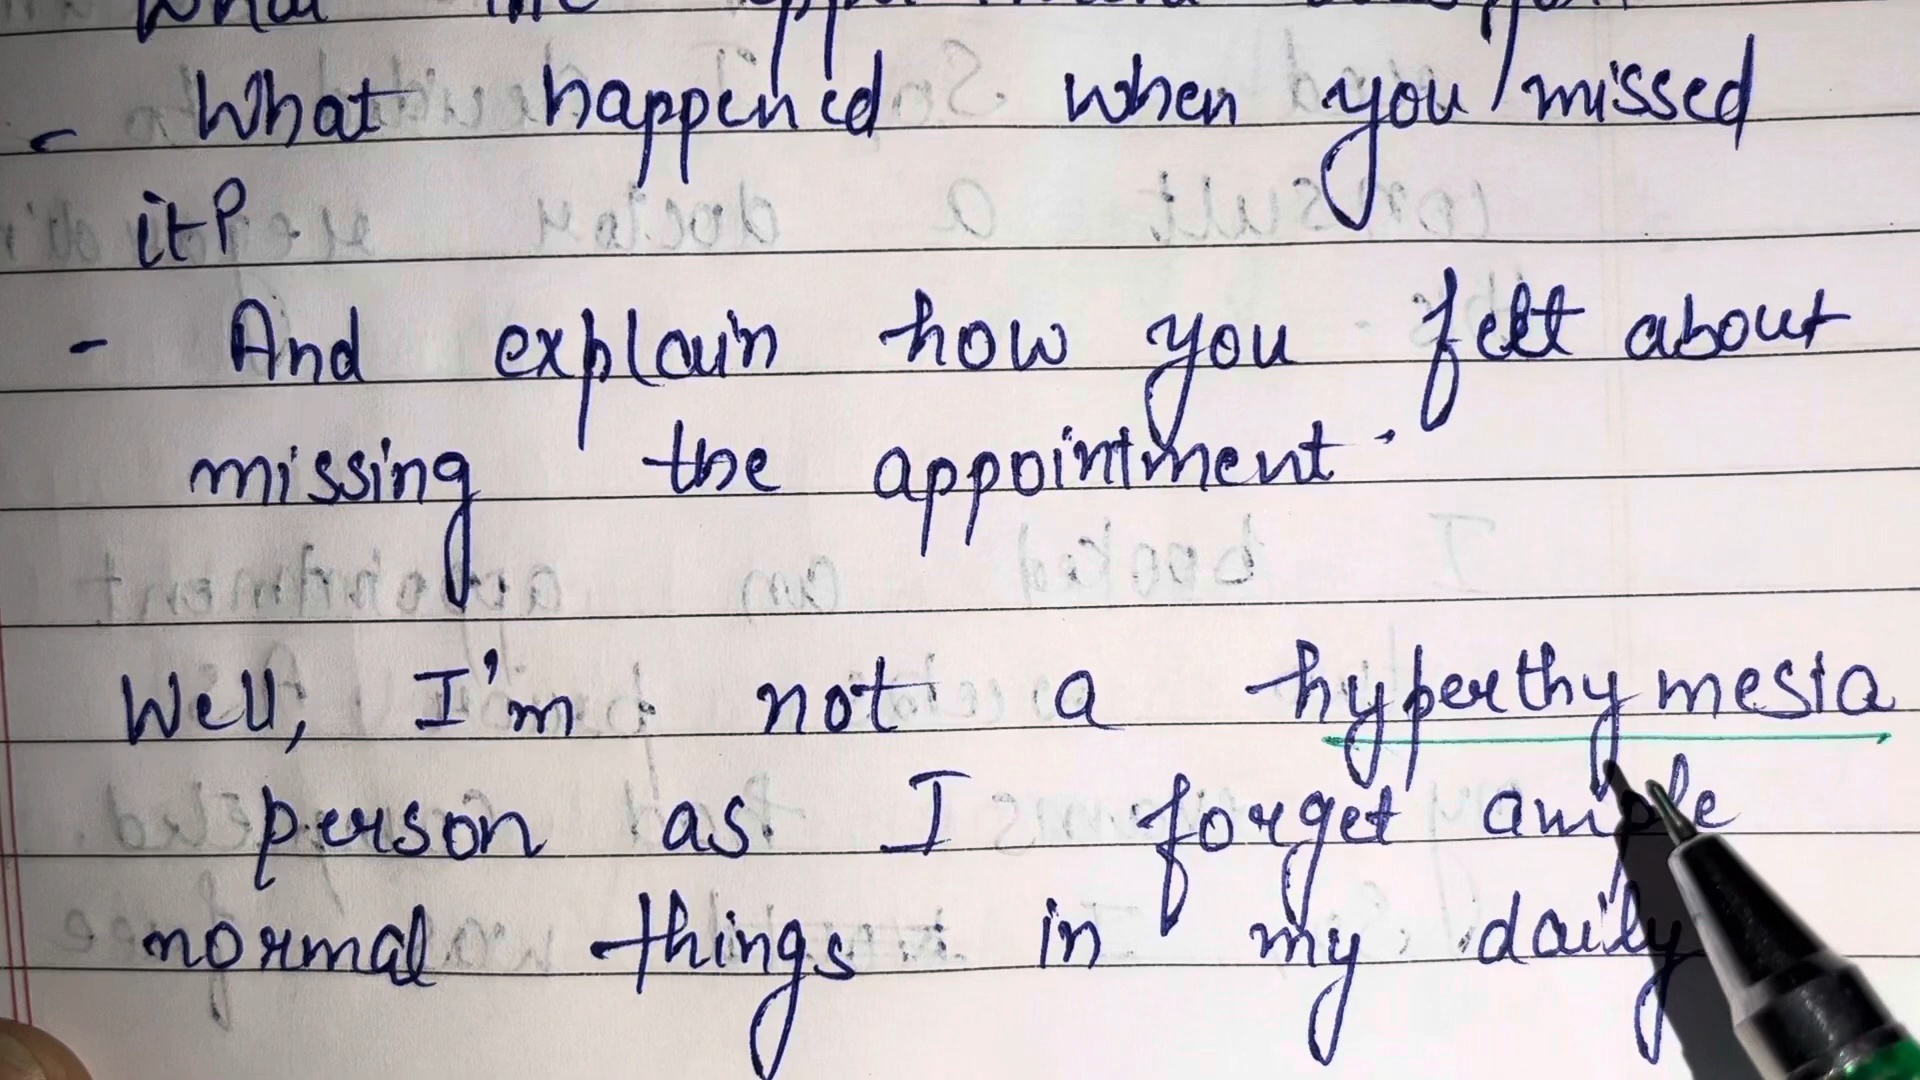 - What happened when you missed
it?
- And explain how you felt about
missing the appointment.
Well, I'm not a hyperthymesia
person as I forget ample
normal things in my daily